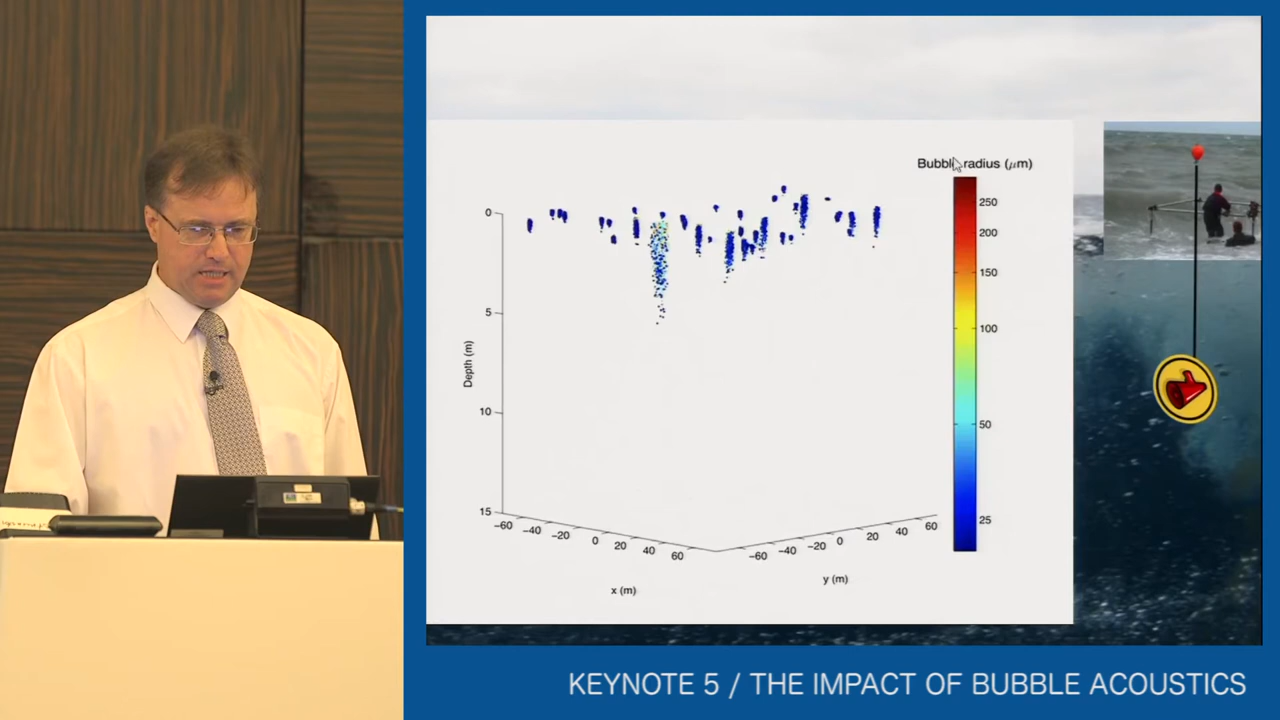 Bubble radius (μm)
250
200
150
100
50
25
0
5
10
15
Depth (m)
−60 −40 −20 0 20 40 60
x (m)
−60 −40 −20 0 20 40 60
y (m)
KEYNOTE 5 / THE IMPACT OF BUBBLE ACOUSTICS